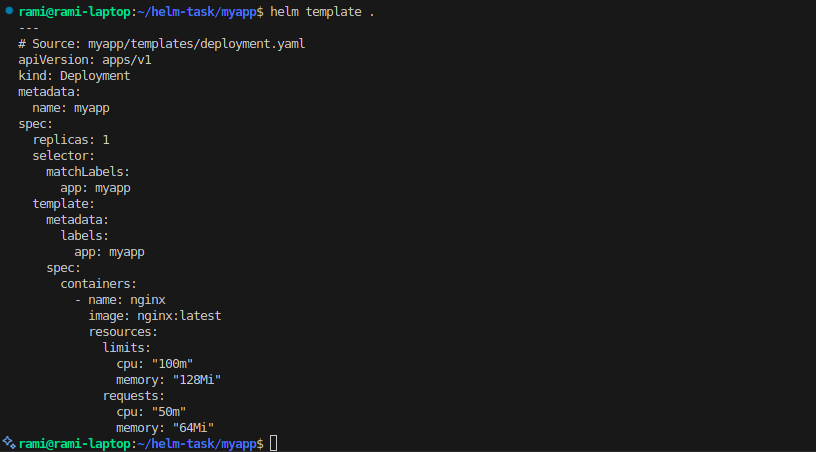 rami@rami-laptop:~/helm-task/myapp$ helm template .
---
# Source: myapp/templates/deployment.yaml
apiVersion: apps/v1
kind: Deployment
metadata:
  name: myapp
spec:
  replicas: 1
  selector:
    matchLabels:
      app: myapp
  template:
    metadata:
      labels:
        app: myapp
    spec:
      containers:
        - name: nginx
          image: nginx:latest
          resources:
            limits:
              cpu: "100m"
              memory: "128Mi"
            requests:
              cpu: "50m"
              memory: "64Mi"
rami@rami-laptop:~/helm-task/myapp$